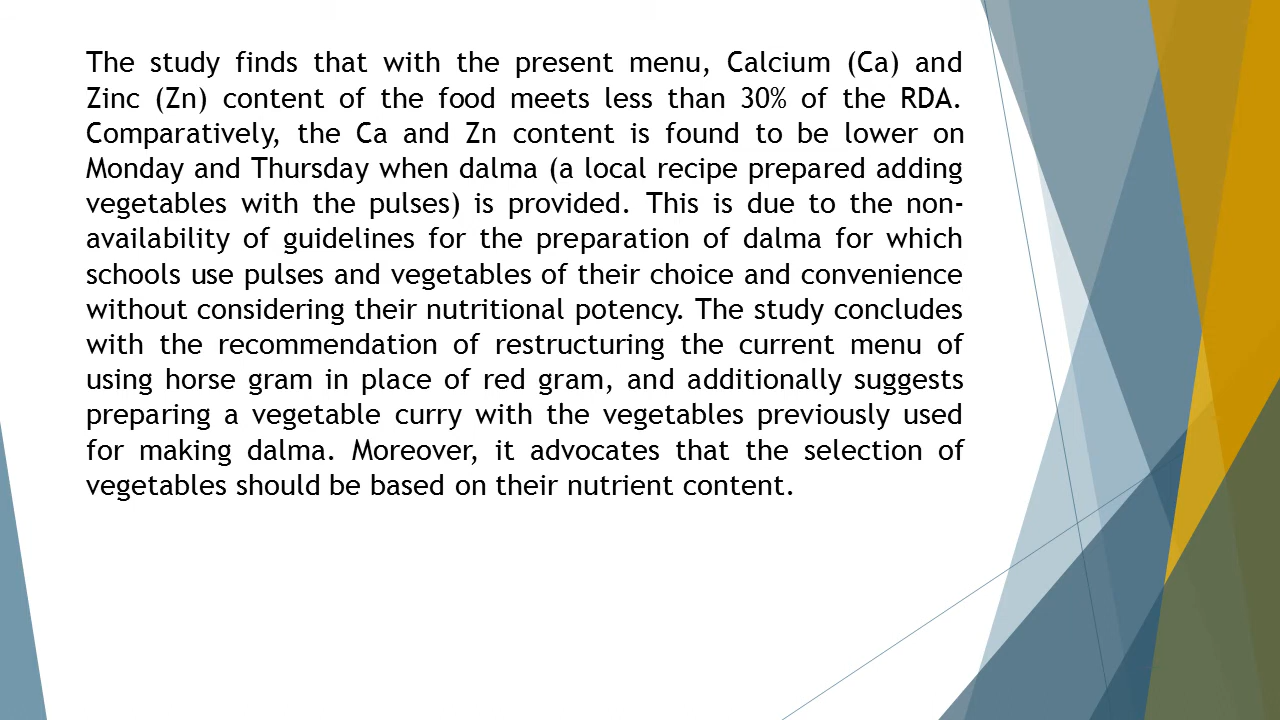 The study finds that with the present menu, Calcium (Ca) and
Zinc (Zn) content of the food meets less than 30% of the RDA.
Comparatively, the Ca and Zn content is found to be lower on
Monday and Thursday when dalma (a local recipe prepared adding
vegetables with the pulses) is provided. This is due to the non-
availability of guidelines for the preparation of dalma for which
schools use pulses and vegetables of their choice and convenience
without considering their nutritional potency. The study concludes
with the recommendation of restructuring the current menu of
using horse gram in place of red gram, and additionally suggests
preparing a vegetable curry with the vegetables previously used
for making dalma. Moreover, it advocates that the selection of
vegetables should be based on their nutrient content.